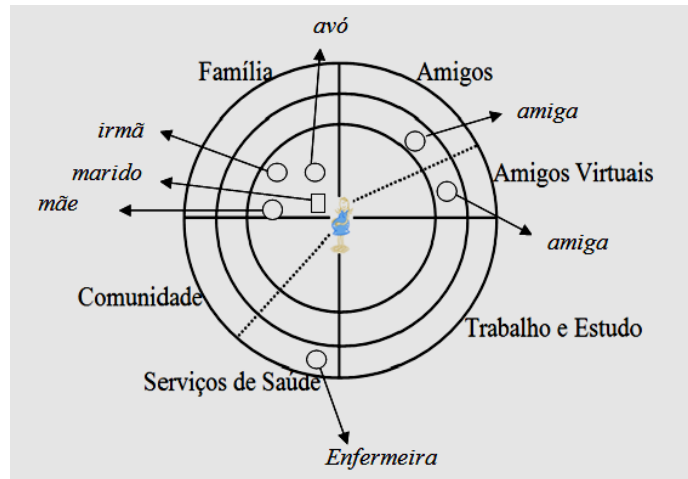 avó
Família
Amigos
amiga
irmã
marido
Amigos Virtuais
mãe
amiga
Comunidade
Trabalho e Estudo
Serviços de Saúde
Enfermeira